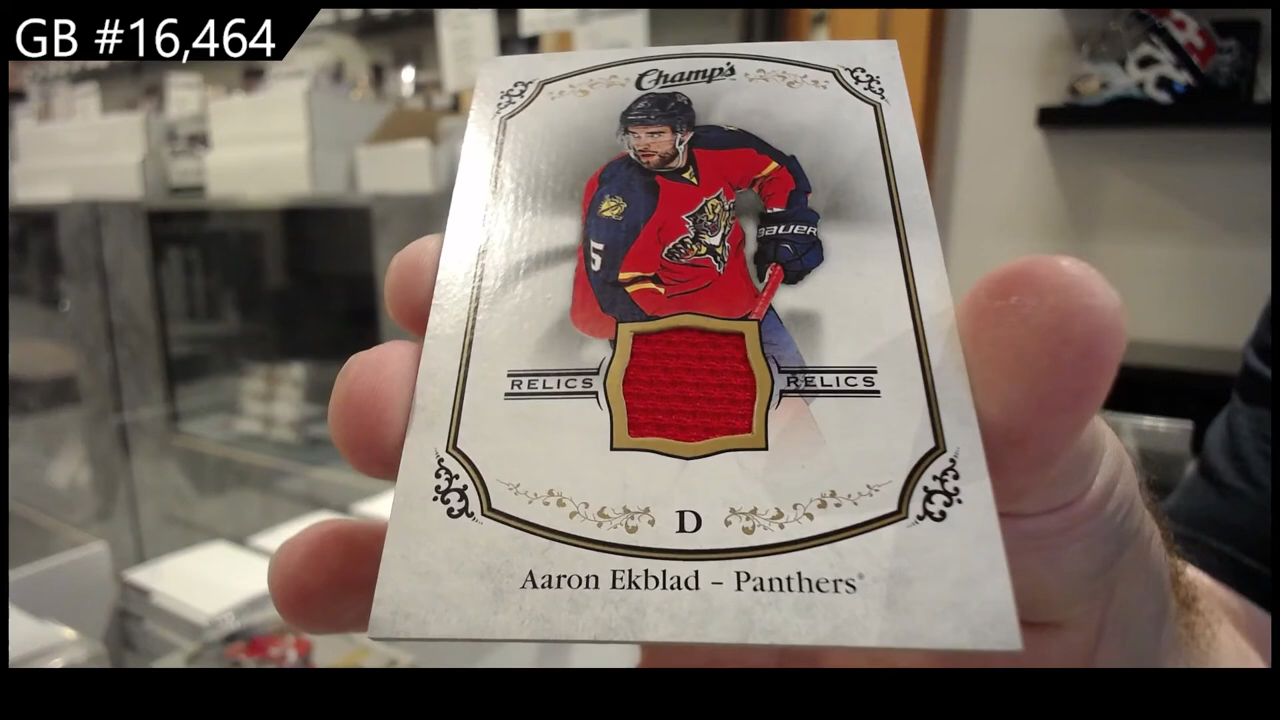 GB #16,464
Champ's
BAUER
5
RELICS RELICS
D
Aaron Ekblad – Panthers®